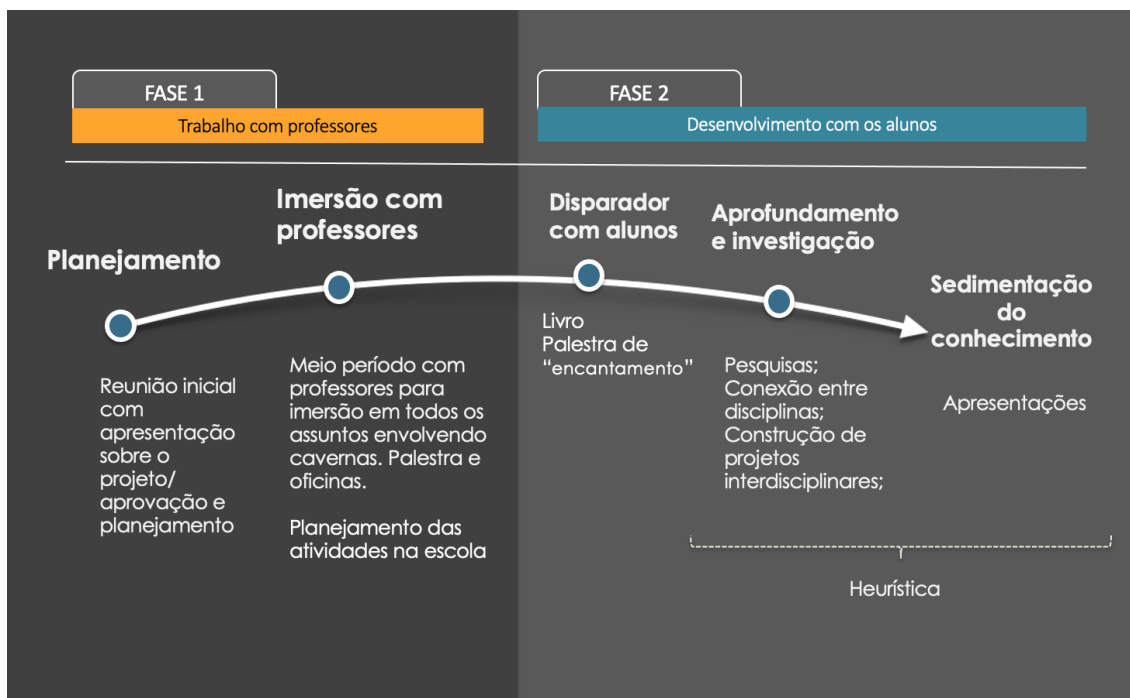 FASE 1
Trabalho com professores
FASE 2
Desenvolvimento com os alunos
Planejamento
Reunião inicial
com
apresentação
sobre o
projeto/
aprovação e
planejamento
Imersão com
professores
Meio período com
professores para
imersão em todos os
assuntos envolvendo
cavernas. Palestra e
oficinas.
Planejamento das
atividades na escola
Disparador
com alunos
Livro
Palestra de
“encantamento”
Aprofundamento
e investigação
Pesquisas;
Conexão entre
disciplinas;
Construção de
projetos
interdisciplinares;
Sedimentação
do
conhecimento
Apresentações
Heurística